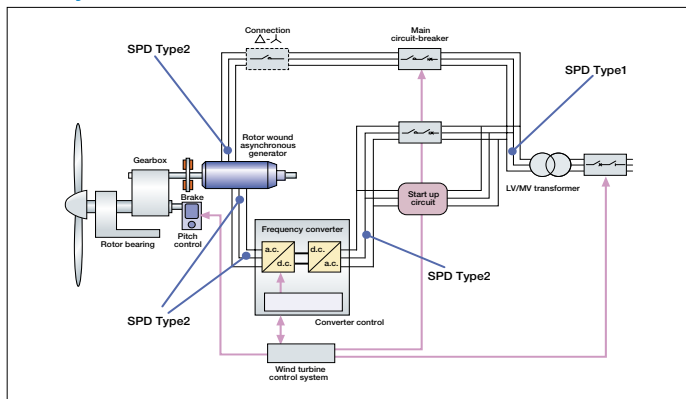 Connection
Main
circuit-breaker
SPD Type2
SPD Type1
Rotor wound
asynchronous
generator
Gearbox
LV/MV transformer
Brake
Pitch
control
Start up
circuit
Rotor bearing
Frequency converter
a.c.
d.c.
d.c.
a.c.
SPD Type2
SPD Type2
Converter control
Wind turbine
control system